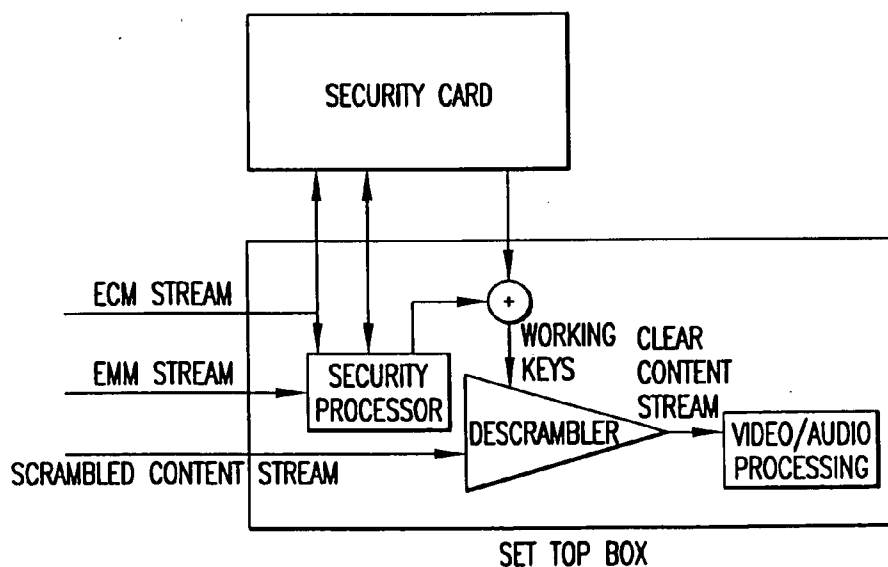 SECURITY CARD
ECM STREAM
+
WORKING
KEYS
CLEAR
CONTENT
STREAM
EMM STREAM
SECURITY
PROCESSOR
DESCRAMBLER
VIDEO/AUDIO
PROCESSING
SCRAMBLED CONTENT STREAM
SET TOP BOX